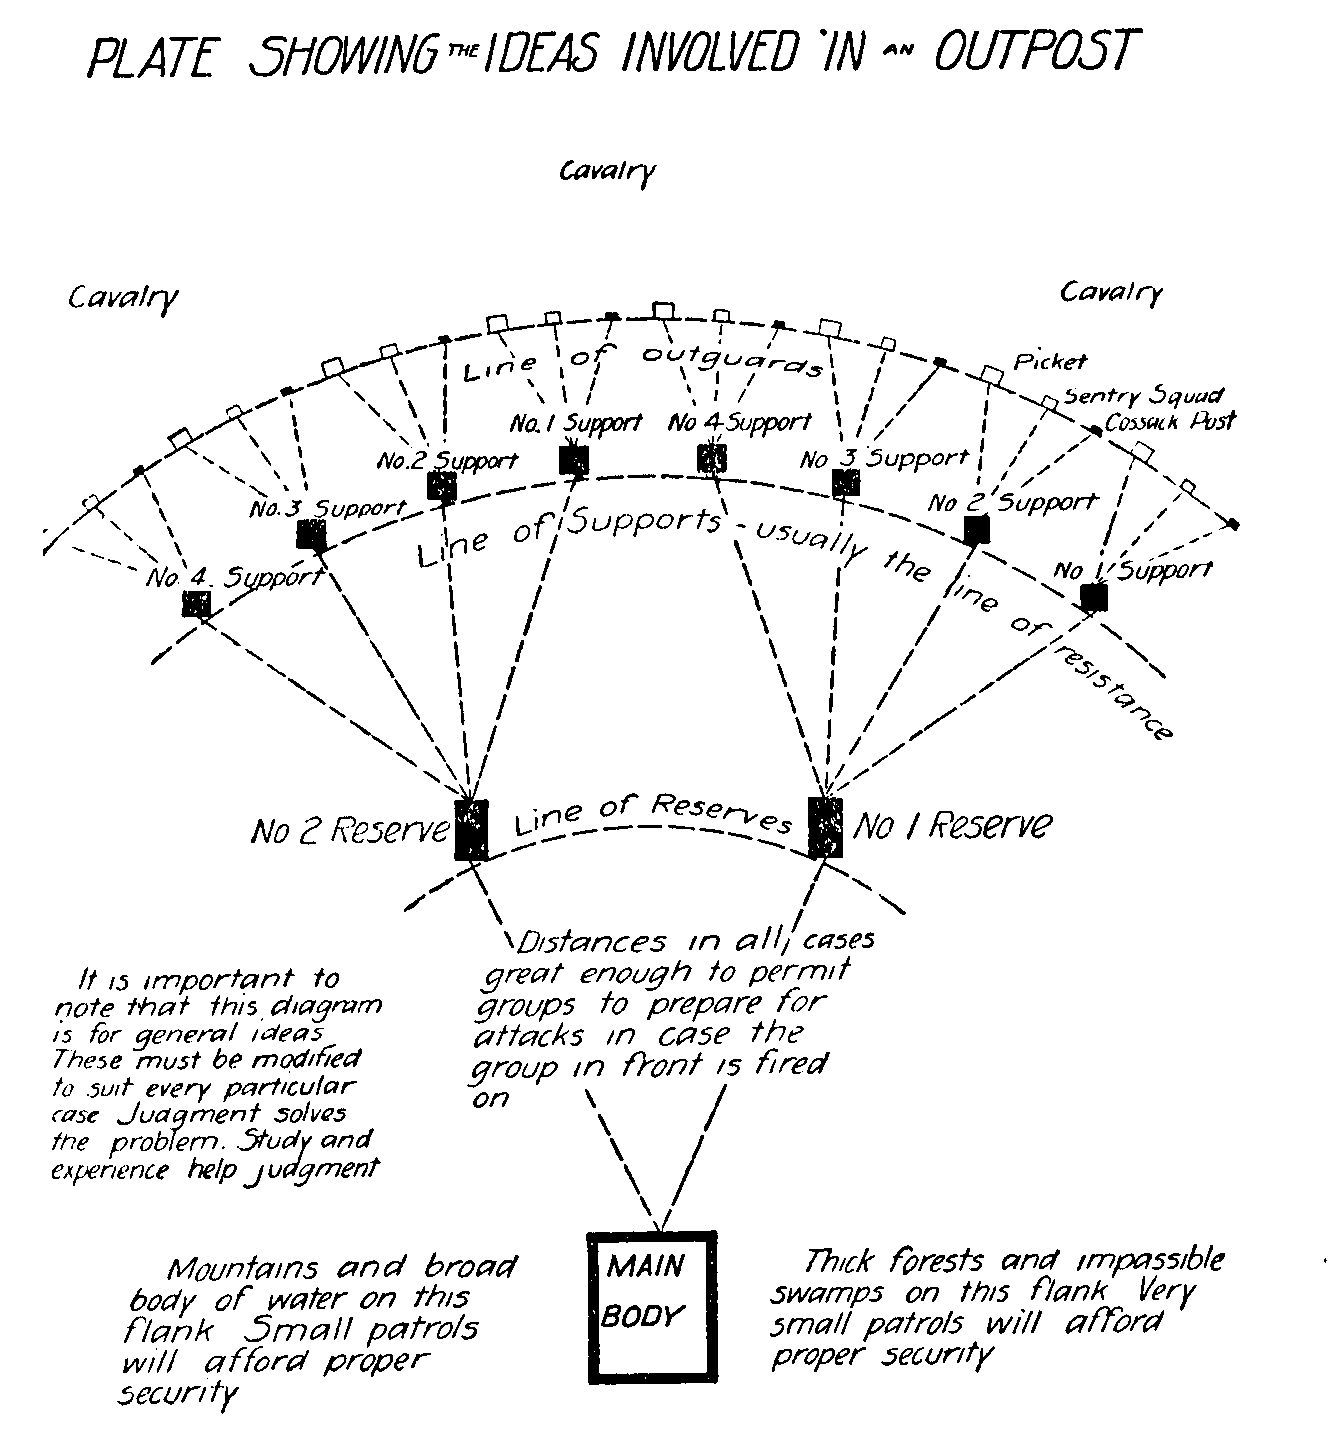 PLATE SHOWING THE IDEAS INVOLVED IN AN OUTPOST
Cavalry
Cavalry
Cavalry
Line of outguards
Picket
Sentry Squad
Cossack Post
No. 1 Support
No 4 Support
No. 2 Support
No 3 Support
No. 3 Support
No 2 Support
No 4. Support
No 1 Support
Line of Supports - usually the line of resistance
No 2 Reserve
Line of Reserves
No 1 Reserve
It is important to
note that this diagram
is for general ideas
These must be modified
to suit every particular
case Judgment solves
the problem. Study and
experience help judgment
Distances in all cases
great enough to permit
groups to prepare for
attacks in case the
group in front is fired
on
Mountains and broad
body of water on this
flank Small patrols
will afford proper
security
MAIN
BODY
Thick forests and impassible
swamps on this flank Very
small patrols will afford
proper security